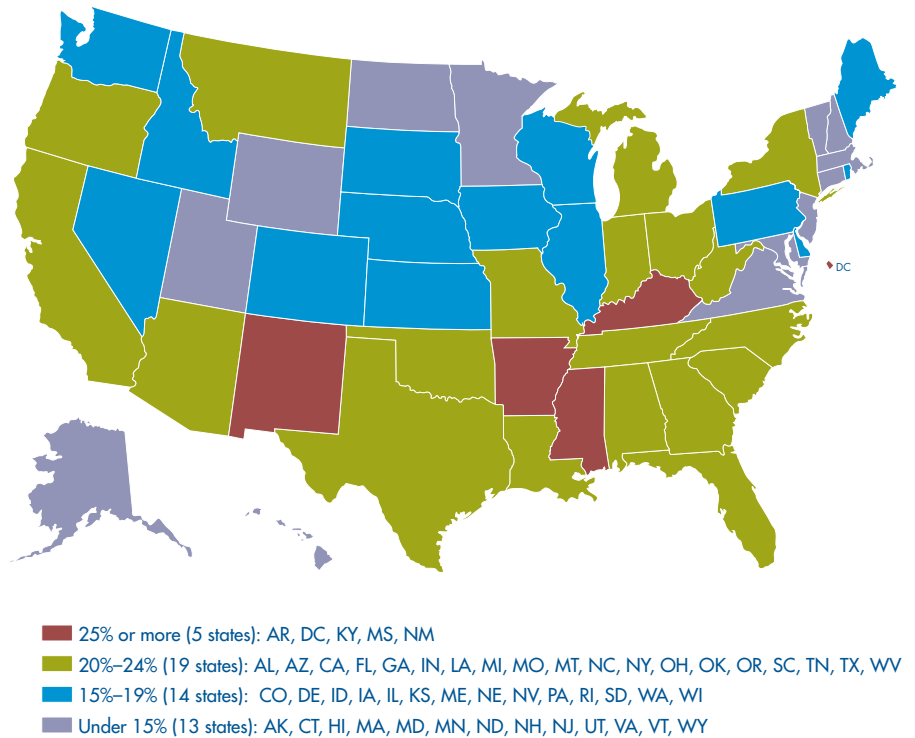 DC
25% or more (5 states): AR, DC, KY, MS, NM
20%–24% (19 states): AL, AZ, CA, FL, GA, IN, LA, MI, MO, MT, NC, NY, OH, OK, OR, SC, TN, TX, WV
15%–19% (14 states): CO, DE, ID, IA, IL, KS, ME, NE, NV, PA, RI, SD, WA, WI
Under 15% (13 states): AK, CT, HI, MA, MD, MN, ND, NH, NJ, UT, VA, VT, WY